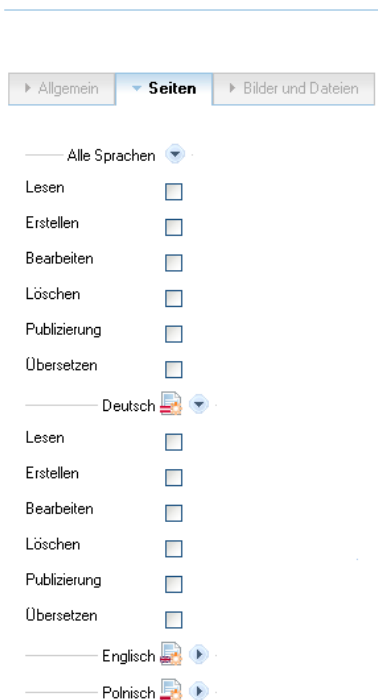 Allgemein Seiten Bilder und Dateien
Alle Sprachen
Lesen
Erstellen
Bearbeiten
Löschen
Publizierung
Übersetzen
Deutsch
Lesen
Erstellen
Bearbeiten
Löschen
Publizierung
Übersetzen
Englisch
Polnisch